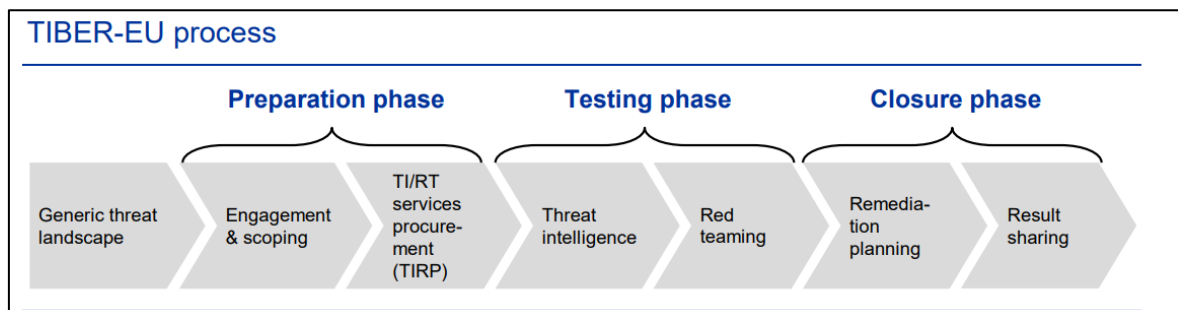 TIBER-EU process
Preparation phase
Testing phase
Closure phase
Generic threat
landscape
Engagement
& scoping
TI/RT
services
procure-
ment
(TIRP)
Threat
intelligence
Red
teaming
Remedia-
tion
planning
Result
sharing